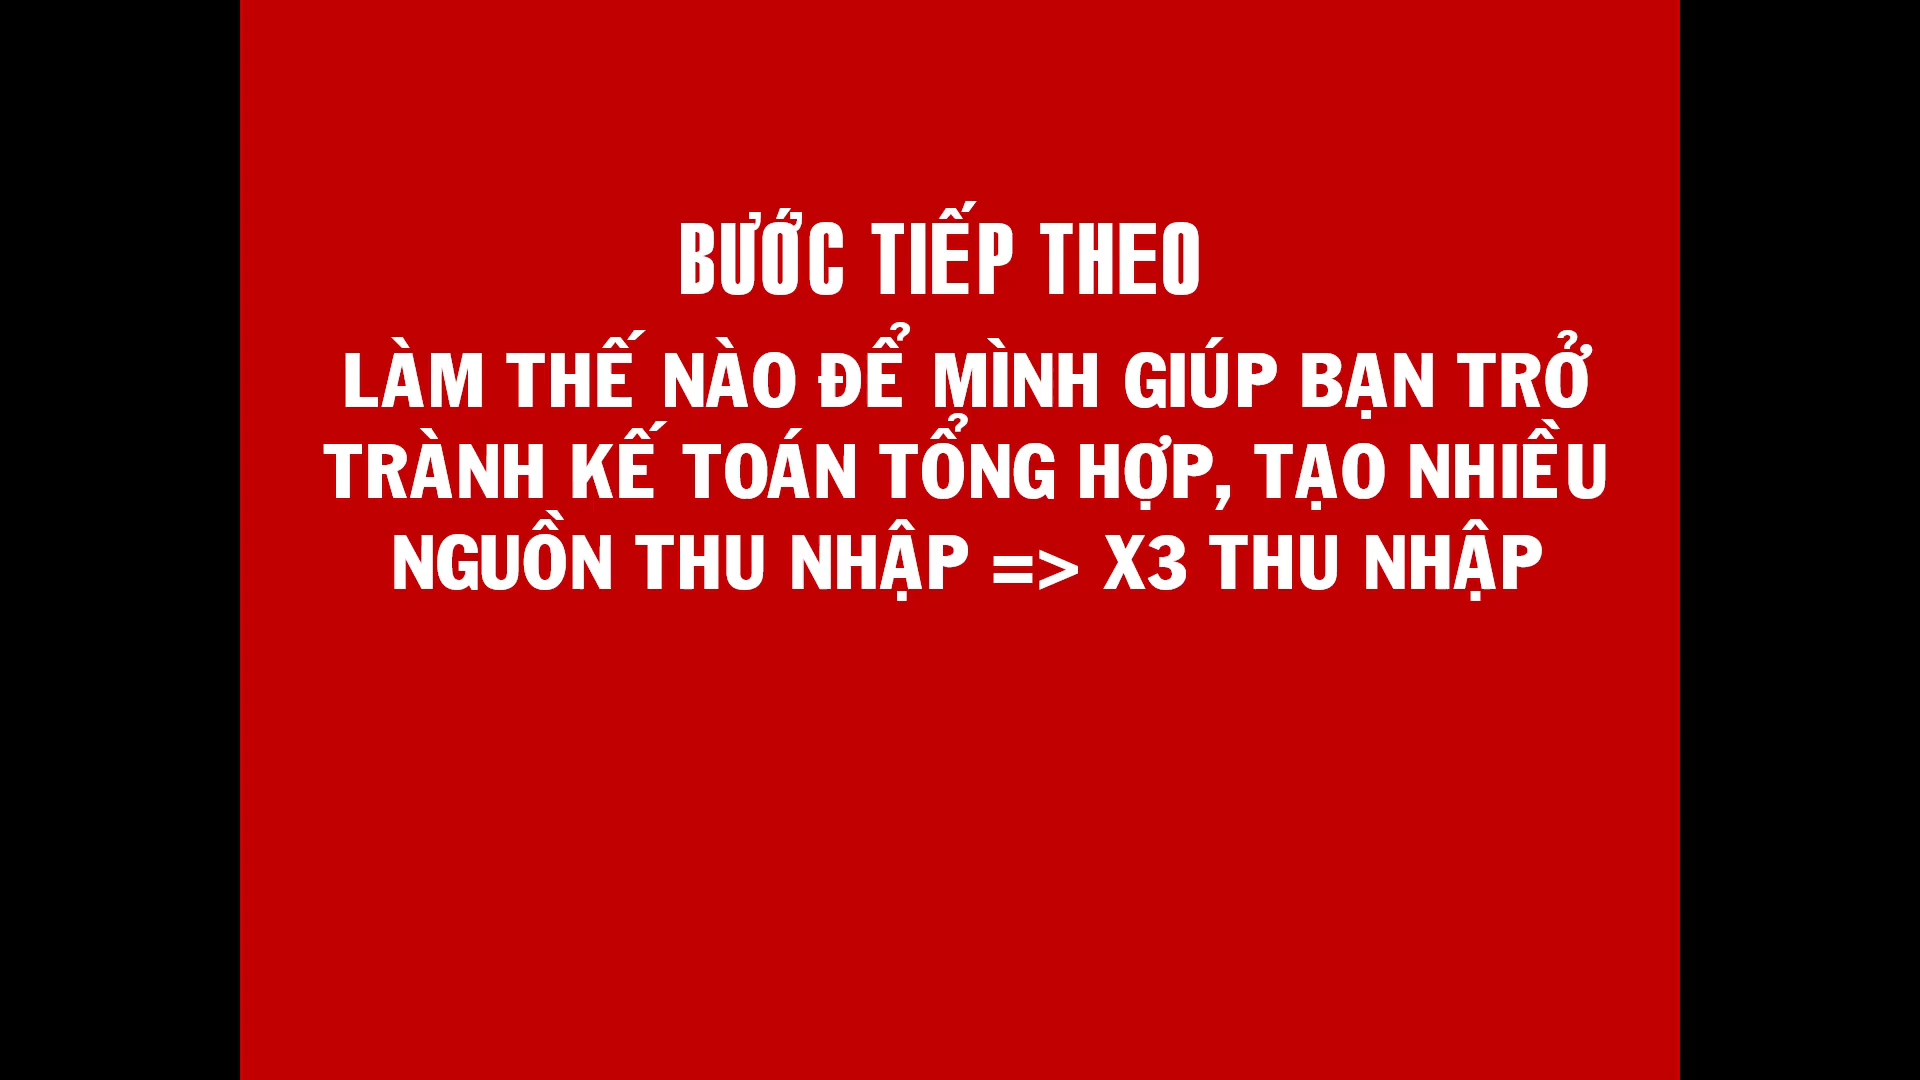 BƯỚC TIẾP THEO
LÀM THẾ NÀO ĐỂ MÌNH GIÚP BẠN TRỞ
TRÀNH KẾ TOÁN TỔNG HỢP, TẠO NHIỀU
NGUỒN THU NHẬP => X3 THU NHẬP